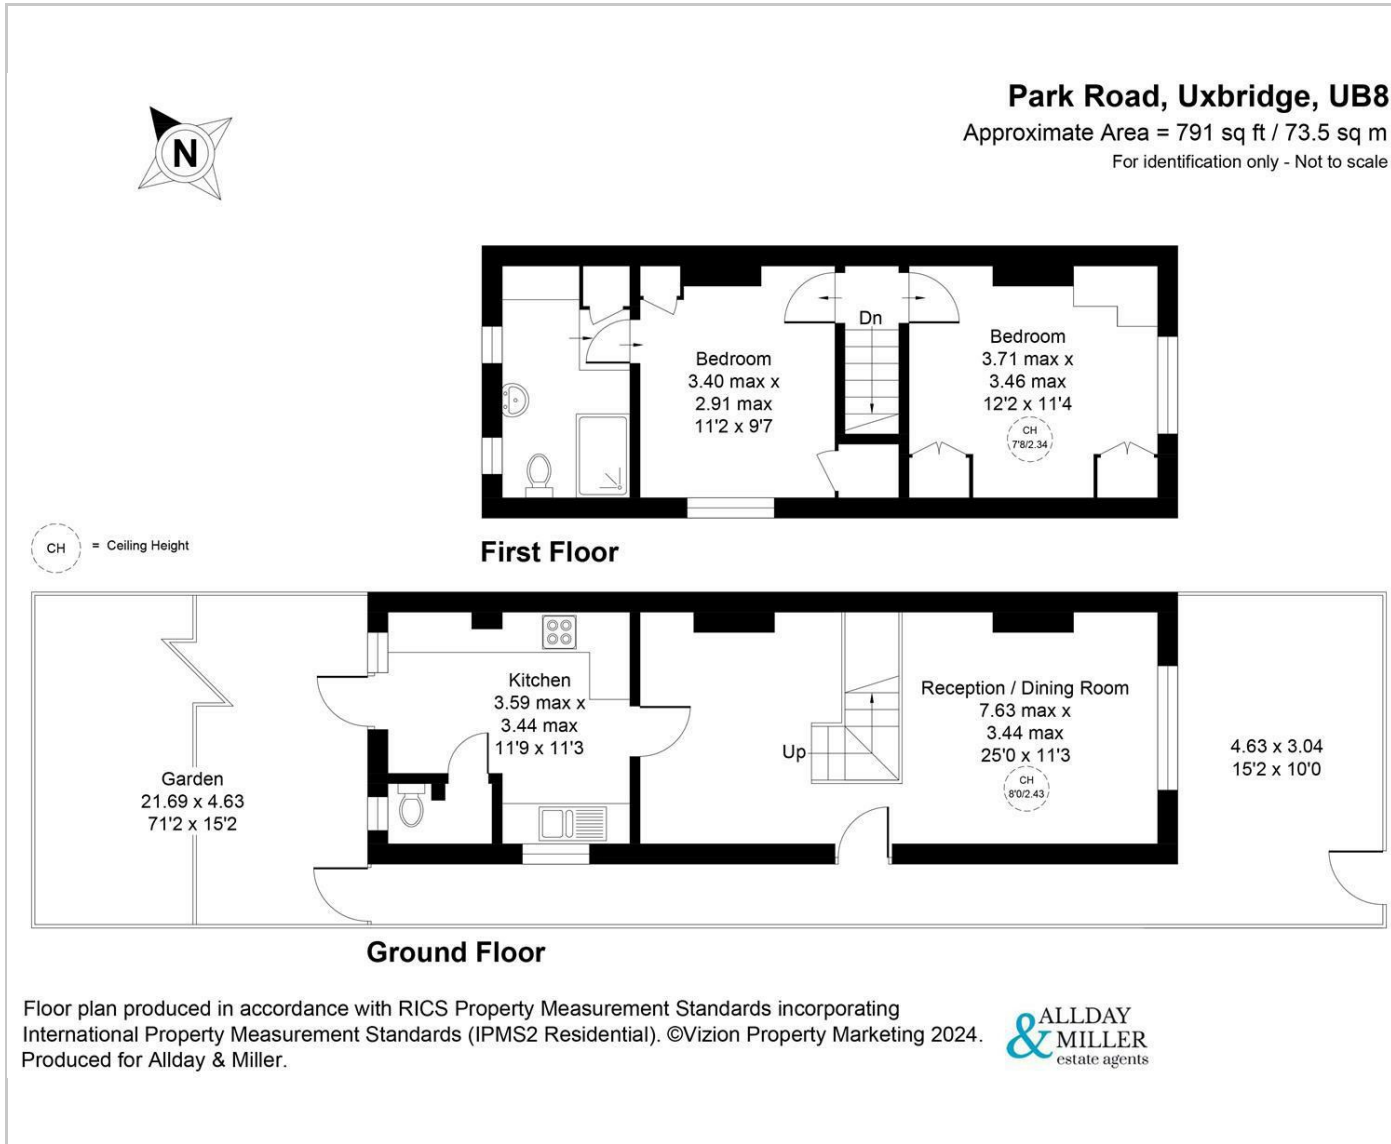 Park Road, Uxbridge, UB8
Approximate Area = 791 sq ft / 73.5 sq m
For identification only - Not to scale
N
Dn
Bedroom
3.40 max x
2.91 max
11'2 x 9'7
Bedroom
3.71 max x
3.46 max
12'2 x 11'4
CH
7'8/2.34
First Floor
CH = Ceiling Height
Kitchen
3.59 max x
3.44 max
11'9 x 11'3
Reception / Dining Room
7.63 max x
3.44 max
25'0 x 11'3
CH
8'0/2.43
Up
4.63 x 3.04
15'2 x 10'0
Garden
21.69 x 4.63
71'2 x 15'2
Ground Floor
Floor plan produced in accordance with RICS Property Measurement Standards incorporating
International Property Measurement Standards (IPMS2 Residential). ©Vizion Property Marketing 2024.
Produced for Allday & Miller.
ALLDAY
& MILLER
estate agents